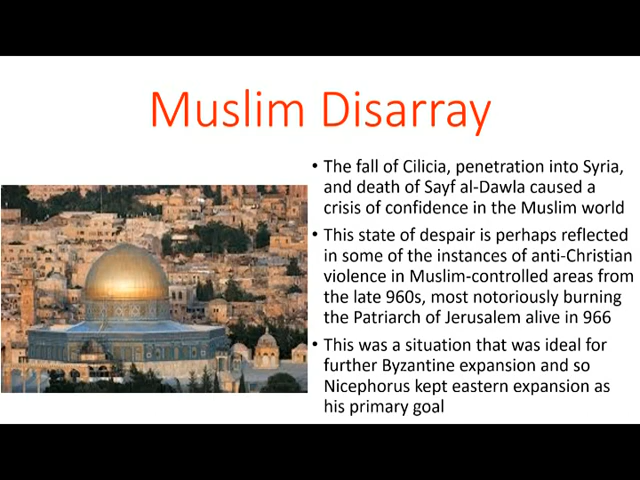 Muslim Disarray
• The fall of Cilicia, penetration into Syria,
and death of Sayf al-Dawla caused a
crisis of confidence in the Muslim world
• This state of despair is perhaps reflected
in some of the instances of anti-Christian
violence in Muslim-controlled areas from
the late 960s, most notoriously burning
the Patriarch of Jerusalem alive in 966
• This was a situation that was ideal for
further Byzantine expansion and so
Nicephorus kept eastern expansion as
his primary goal